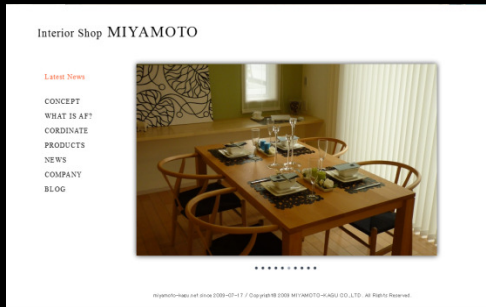 Interior Shop MIYAMOTO
Latest News
CONCEPT
WHAT IS AF?
CORDINATE
PRODUCTS
NEWS
COMPANY
BLOG
miyamoto-kagu.net since 2009-07-17 / Copyright© 2009 MIYAMOTO-KAGU CO.,LTD. All Rights Reserved.